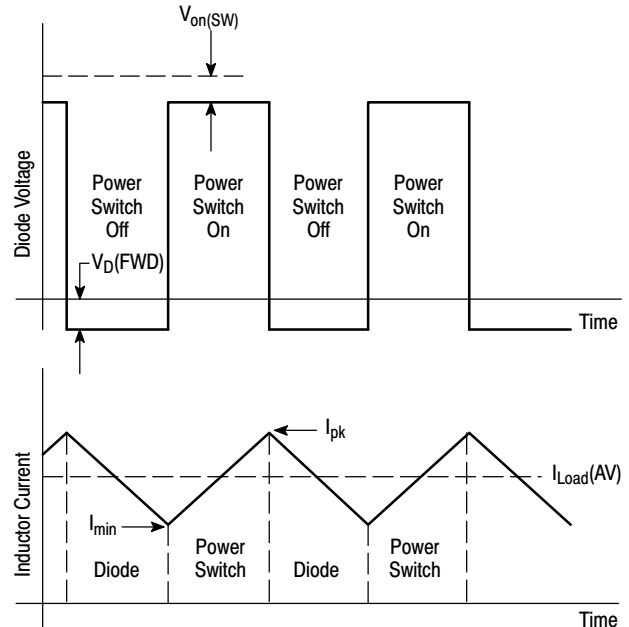 Von(SW)
Diode Voltage
Power
Switch
Off
Power
Switch
On
Power
Switch
Off
Power
Switch
On
VD(FWD)
Time
Inductor Current
Ipk
ILoad(AV)
Imin
Diode
Power
Switch
Diode
Power
Switch
Time